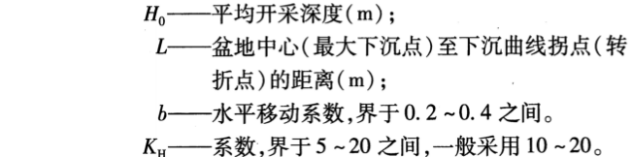 H₀——平均开采深度(m);
L——盆地中心(最大下沉点)至下沉曲线拐点(转
折点)的距离(m);
b——水平移动系数,界于0.2~0.4之间。
K_H——系数,界于5~20之间,一般采用10~20。